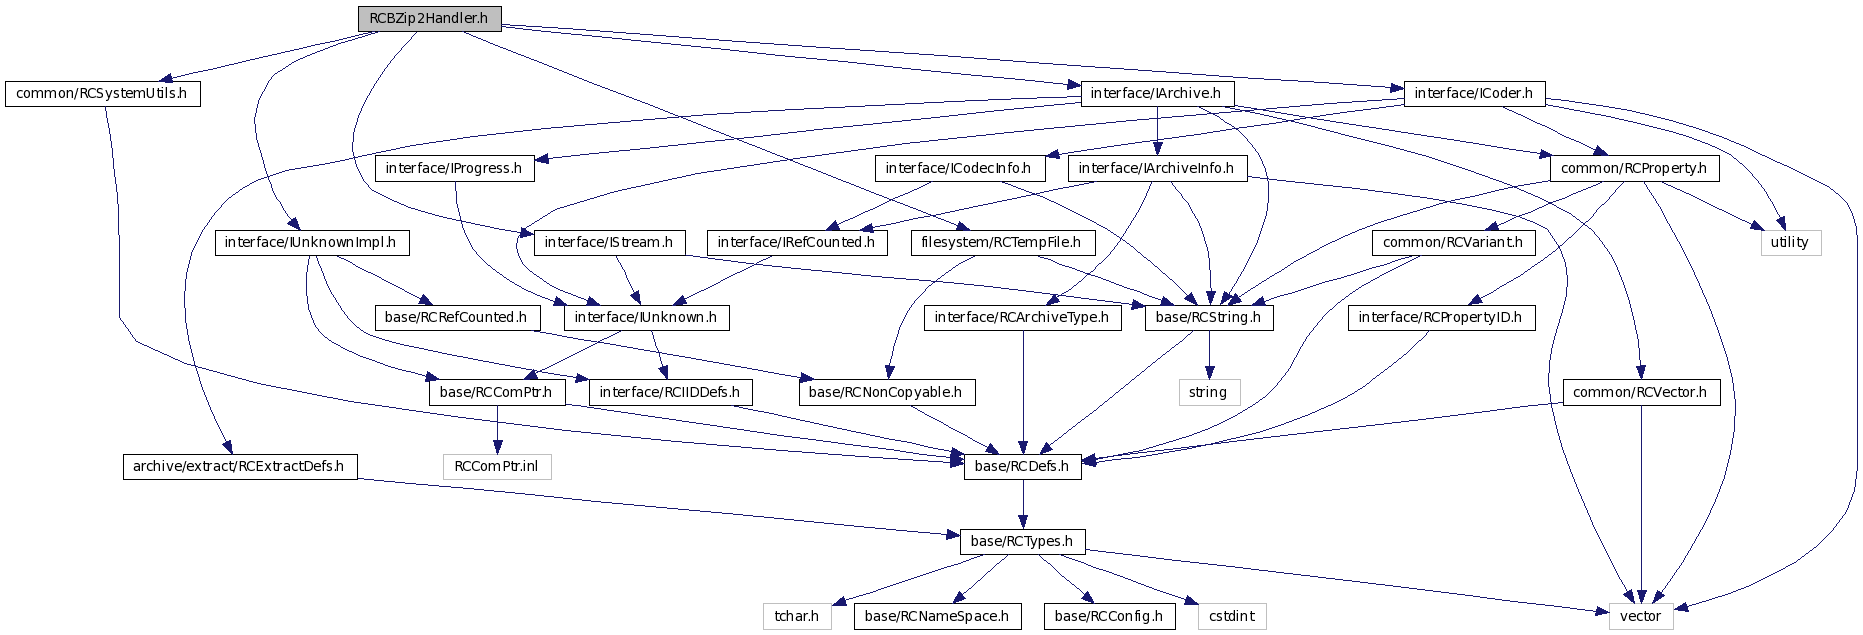 RCBZip2Handler.h
common/RCSystemUtils.h
interface/IArchive.h
interface/ICoder.h
interface/IProgress.h
interface/ICodecInfo.h
interface/IArchiveInfo.h
common/RCProperty.h
interface/IUnknownImpl.h
interface/IStream.h
interface/IRefCounted.h
filesystem/RCTempFile.h
common/RCVariant.h
utility
base/RCRefCounted.h
interface/IUnknown.h
interface/RCArchiveType.h
base/RCString.h
interface/RCPropertyID.h
base/RCComPtr.h
interface/RCIIDDefs.h
base/RCNonCopyable.h
string
common/RCVector.h
archive/extract/RCExtractDefs.h
RCComPtr.inl
base/RCDefs.h
base/RCTypes.h
tchar.h
base/RCNameSpace.h
base/RCConfig.h
cstdint
vector